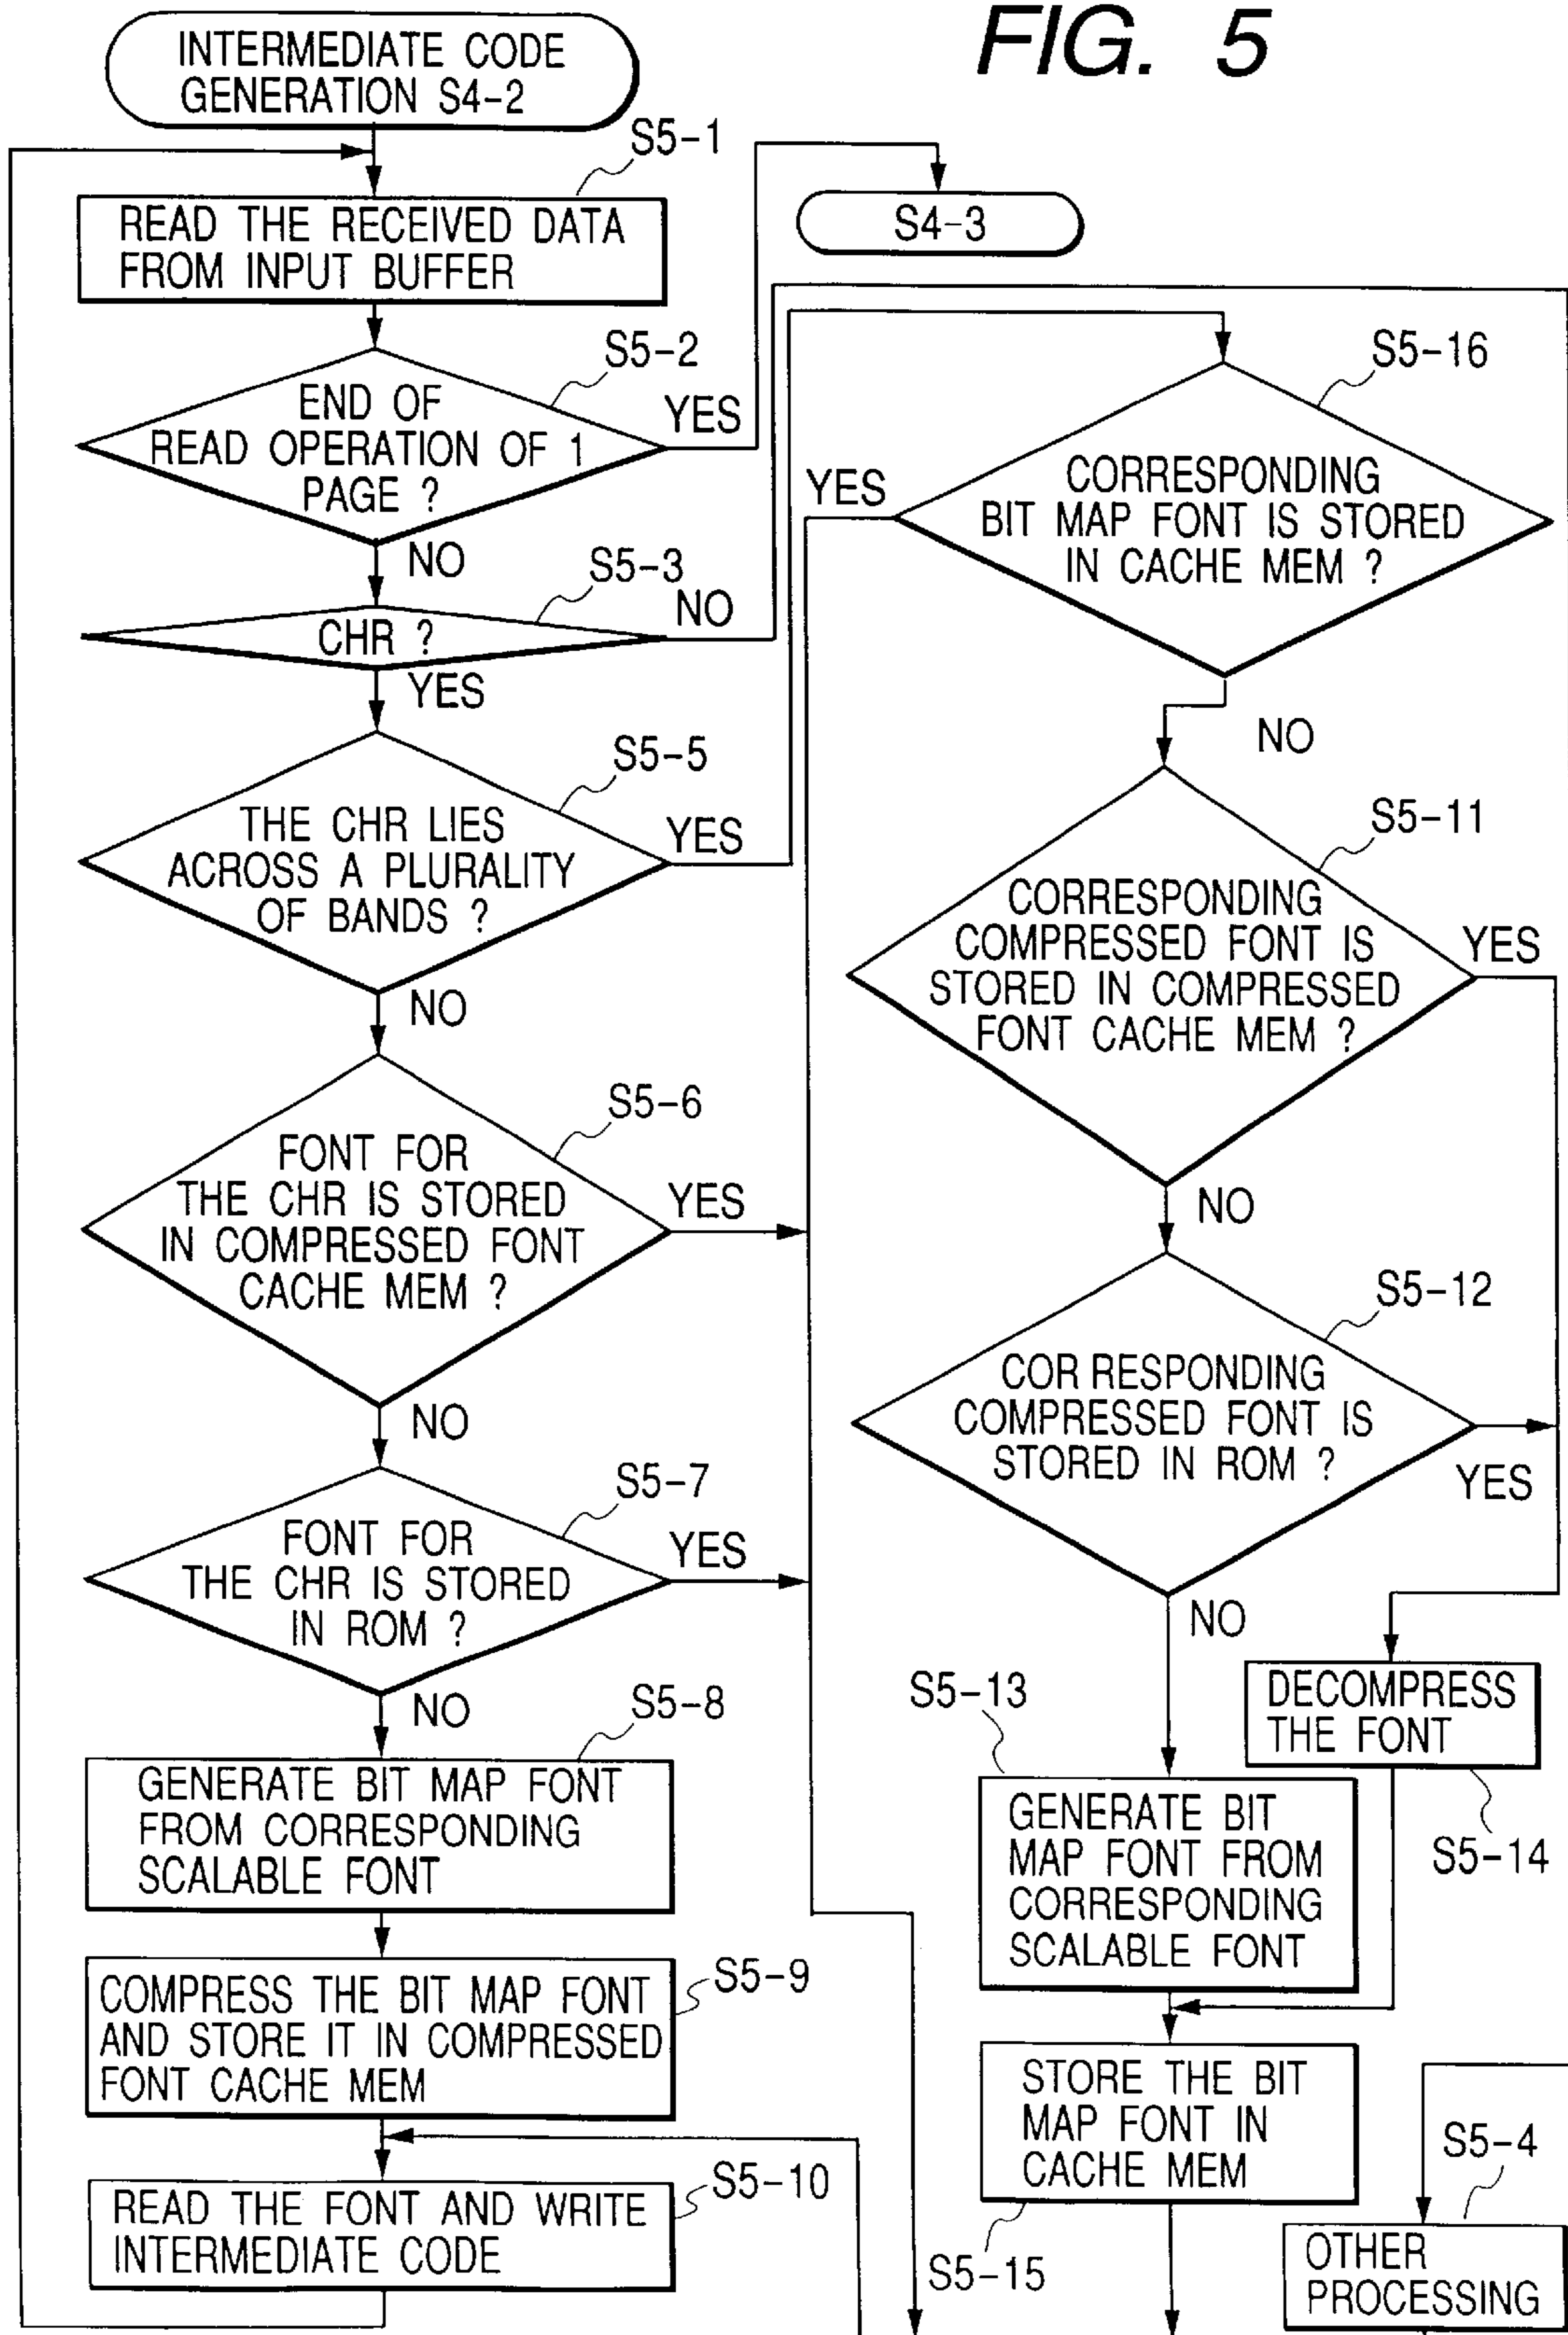 FIG. 5
INTERMEDIATE CODE
GENERATION S4-2
S5-1
READ THE RECEIVED DATA
FROM INPUT BUFFER
S4-3
S5-2
END OF
READ OPERATION OF 1
PAGE ?
YES
NO
S5-3
CHR ?
NO
YES
S5-5
THE CHR LIES
ACROSS A PLURALITY
OF BANDS ?
YES
NO
S5-6
FONT FOR
THE CHR IS STORED
IN COMPRESSED FONT
CACHE MEM ?
YES
NO
S5-7
FONT FOR
THE CHR IS STORED
IN ROM ?
YES
NO
S5-8
GENERATE BIT MAP FONT
FROM CORRESPONDING
SCALABLE FONT
S5-9
COMPRESS THE BIT MAP FONT
AND STORE IT IN COMPRESSED
FONT CACHE MEM
S5-10
READ THE FONT AND WRITE
INTERMEDIATE CODE
S5-16
YES
CORRESPONDING
BIT MAP FONT IS STORED
IN CACHE MEM ?
NO
S5-11
CORRESPONDING
COMPRESSED FONT IS
STORED IN COMPRESSED
FONT CACHE MEM ?
YES
NO
S5-12
COR RESPONDING
COMPRESSED FONT IS
STORED IN ROM ?
YES
NO
S5-13
GENERATE BIT
MAP FONT FROM
CORRESPONDING
SCALABLE FONT
DECOMPRESS
THE FONT
S5-14
STORE THE BIT
MAP FONT IN
CACHE MEM
S5-15
S5-4
OTHER
PROCESSING